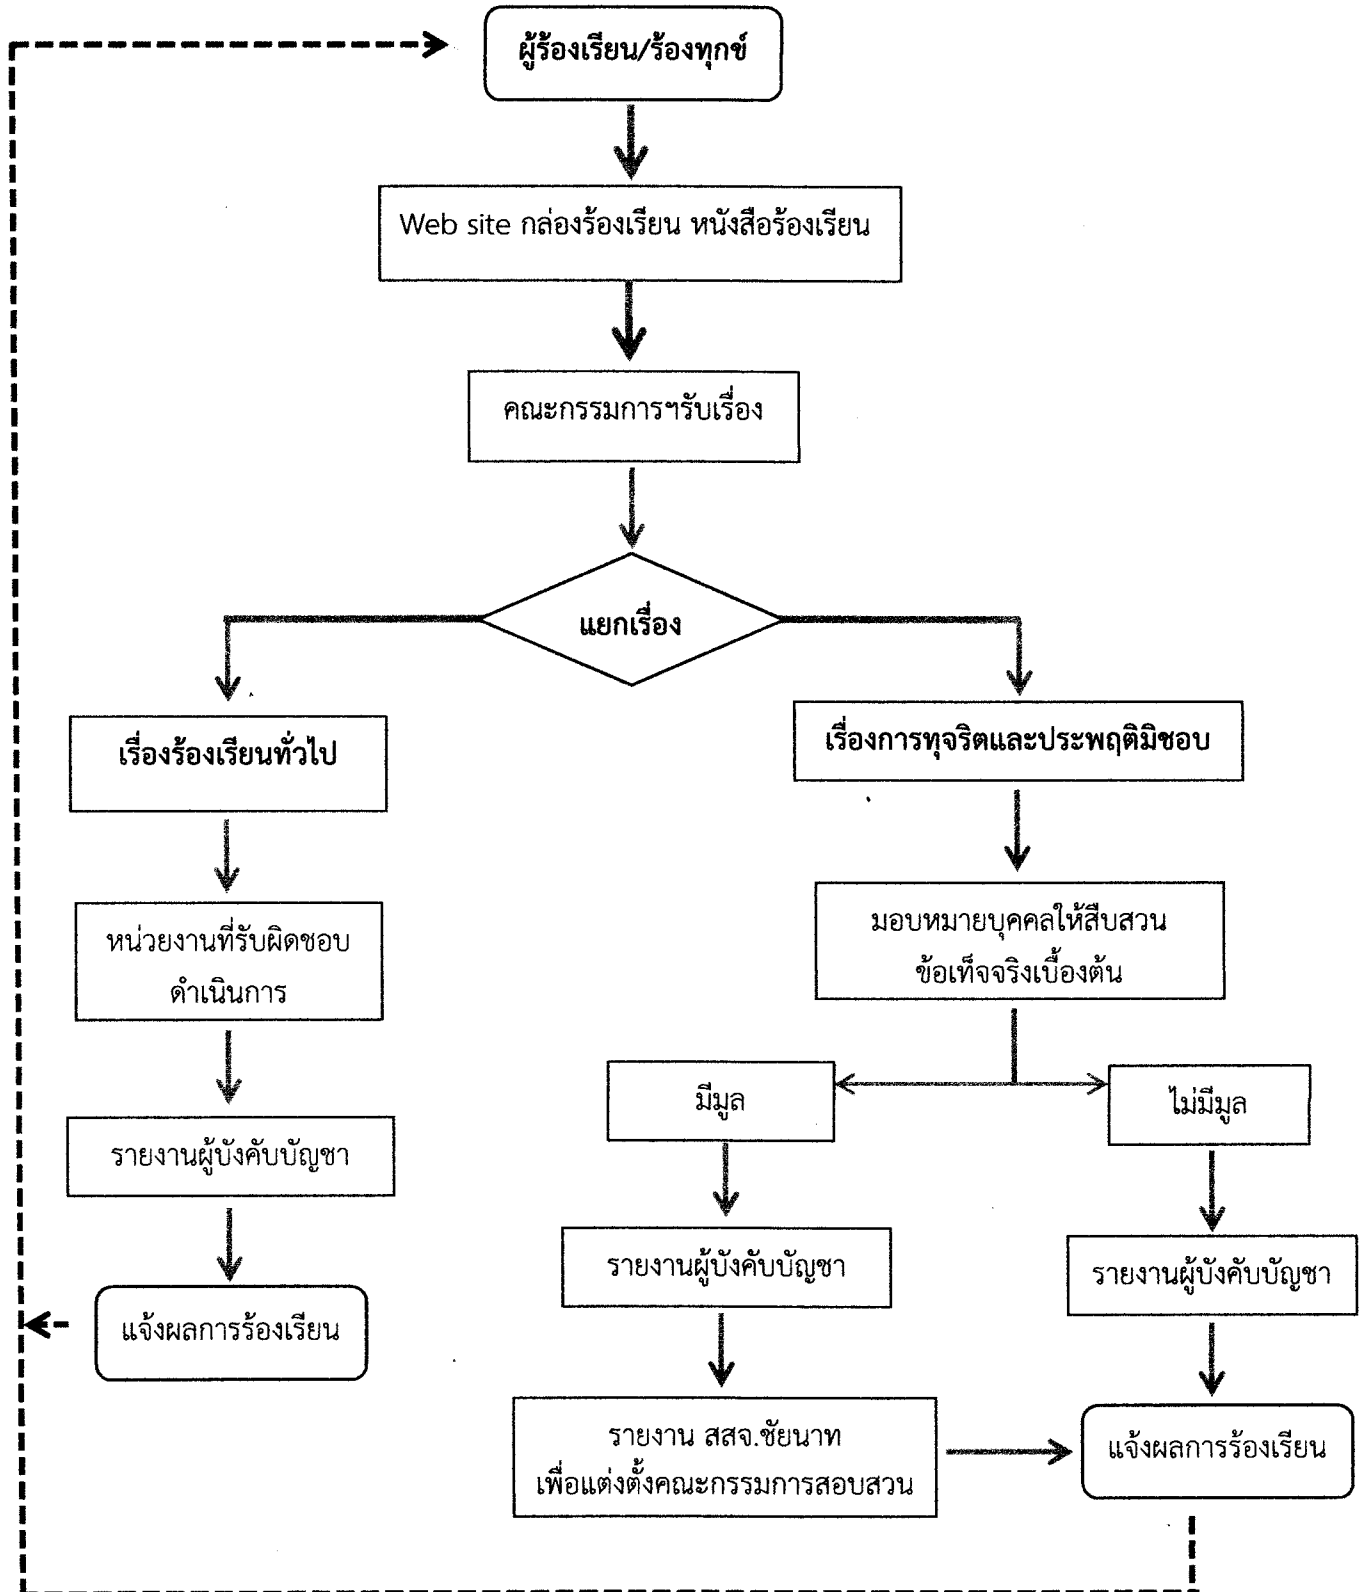 ผู้ร้องเรียน/ร้องทุกข์
Web site กล่องร้องเรียน หนังสือร้องเรียน
คณะกรรมการฯรับเรื่อง
แยกเรื่อง
เรื่องร้องเรียนทั่วไป
เรื่องการทุจริตและประพฤติมิชอบ
หน่วยงานที่รับผิดชอบ
ดำเนินการ
มอบหมายบุคคลให้สืบสวน
ข้อเท็จจริงเบื้องต้น
มีมูล
ไม่มีมูล
รายงานผู้บังคับบัญชา
รายงานผู้บังคับบัญชา
รายงานผู้บังคับบัญชา
แจ้งผลการร้องเรียน
รายงาน สสจ.ชัยนาท
เพื่อแต่งตั้งคณะกรรมการสอบสวน
แจ้งผลการร้องเรียน